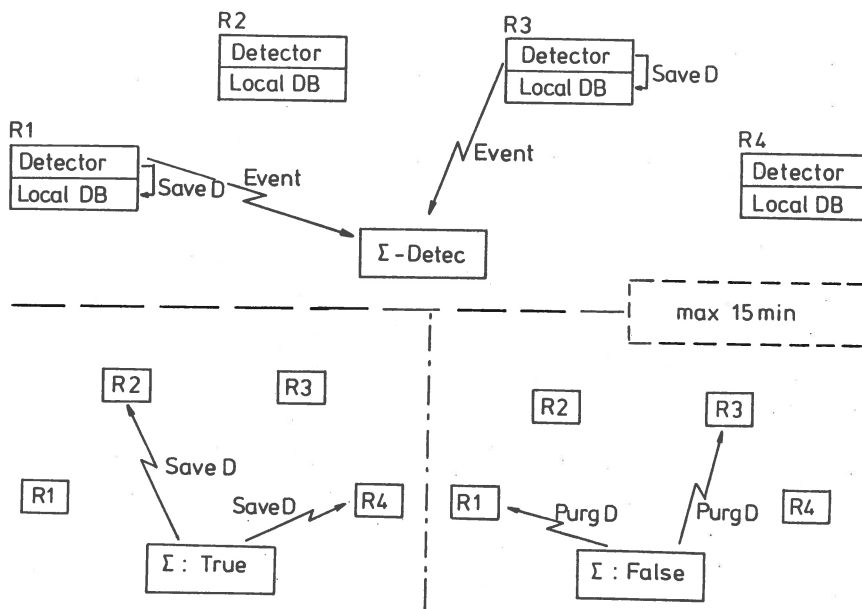 R2
Detector
Local DB
R3
Detector
Local DB
Save D
Event
R1
Detector
Local DB
Save D
Event
R4
Detector
Local DB
Σ - Detec
max 15 min
R2
R3
R1
R4
Save D
Save D
Σ : True
R2
R3
R1
R4
Purg D
Purg D
Σ : False